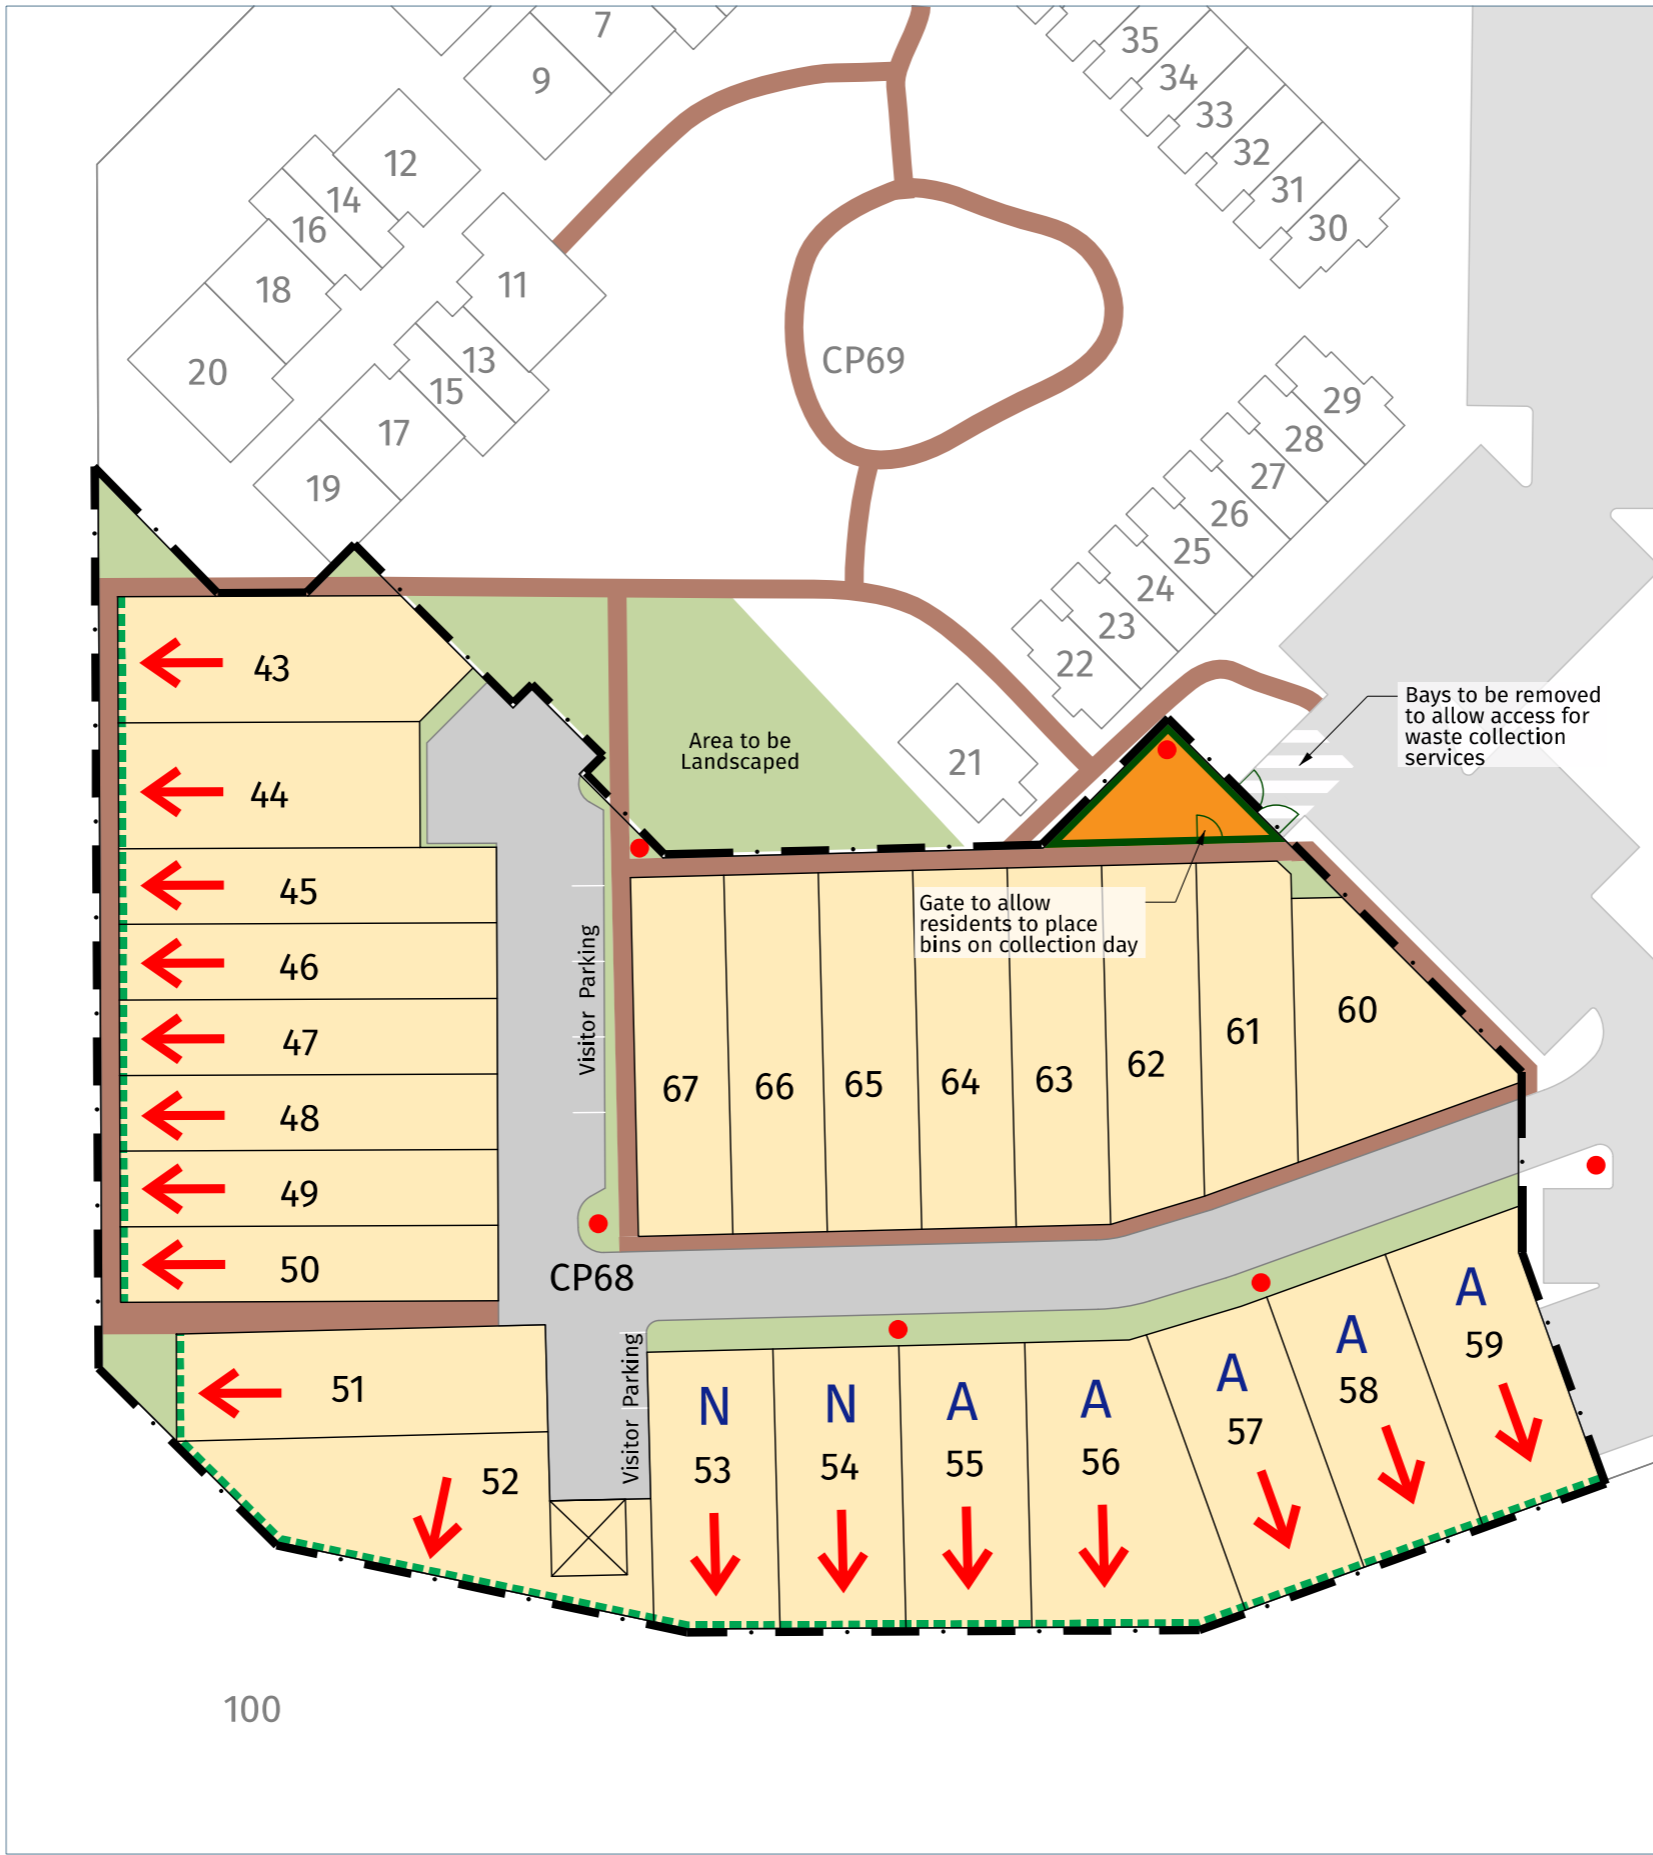 7
9
35
34
33
32
31
30
12
14
16
18
20
11
13
15
17
19
CP69
29
28
27
26
25
24
23
22
21
Bays to be removed
to allow access for
waste collection
services
Area to be
Landscaped
43
44
45
46
47
48
49
50
51
52
Visitor Parking
Gate to allow
residents to place
bins on collection day
67
66
65
64
63
62
61
60
CP68
Visitor Parking
N
53
N
54
A
55
A
56
A
57
A
58
A
59
100